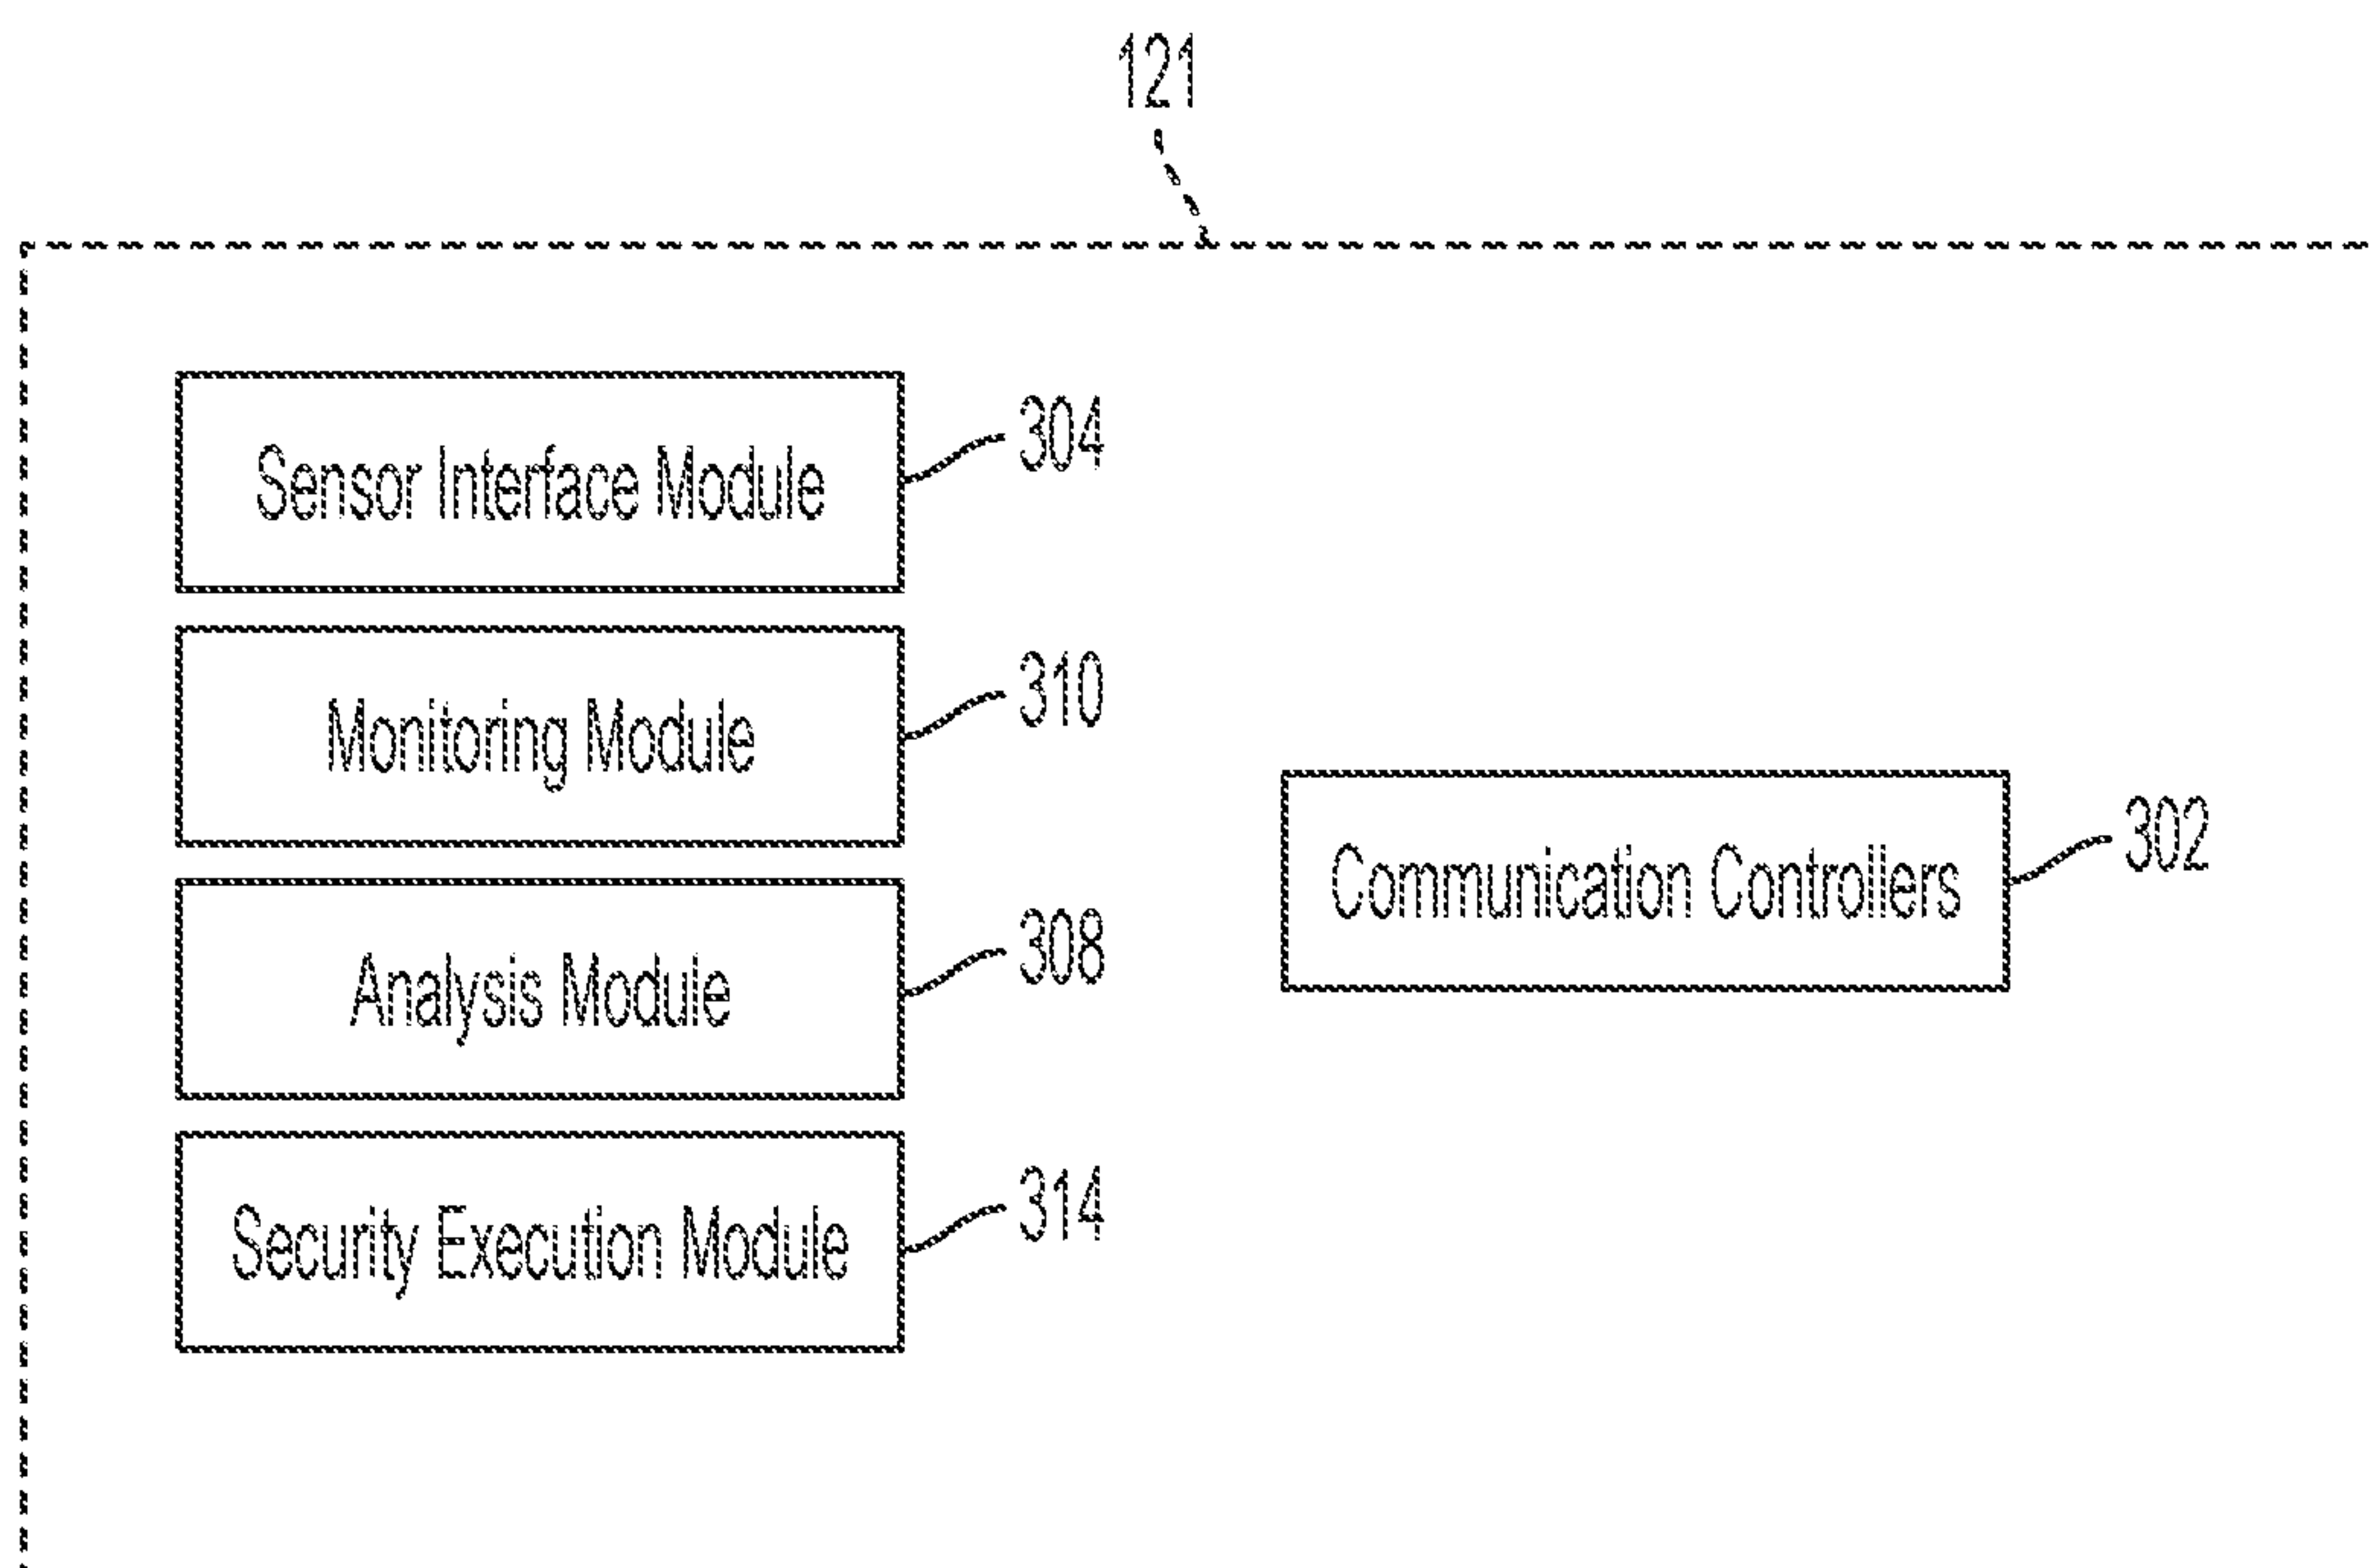 121
Sensor Interface Module
304
Monitoring Module
310
Analysis Module
308
Security Execution Module
314
Communication Controllers
302